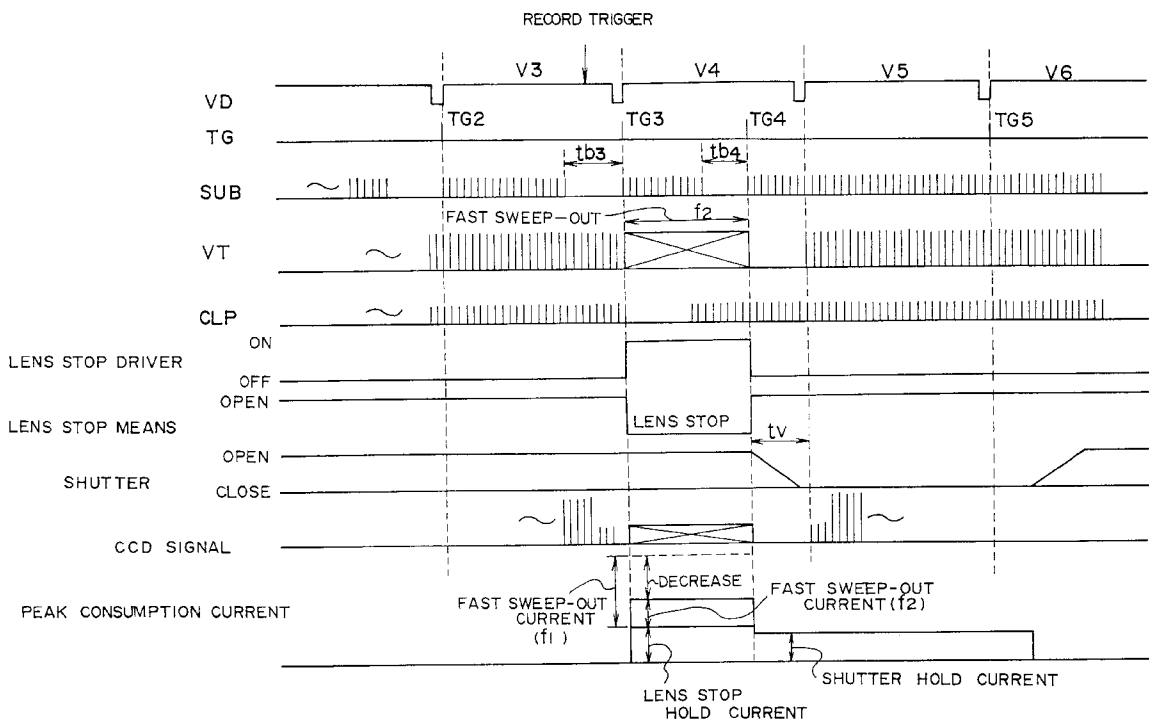 RECORD TRIGGER
V3 V4 V5 V6
VD
TG2 TG3 TG4 TG5
TG
tb3 tb4
SUB
FAST SWEEP-OUT f2
VT
CLP
ON
LENS STOP DRIVER
OFF
OPEN
LENS STOP
LENS STOP MEANS
tv
OPEN
SHUTTER
CLOSE
CCD SIGNAL
DECREASE
PEAK CONSUMPTION CURRENT
FAST SWEEP-OUT
CURRENT
(f1)
FAST SWEEP-OUT
CURRENT (f2)
SHUTTER HOLD CURRENT
LENS STOP
HOLD CURRENT